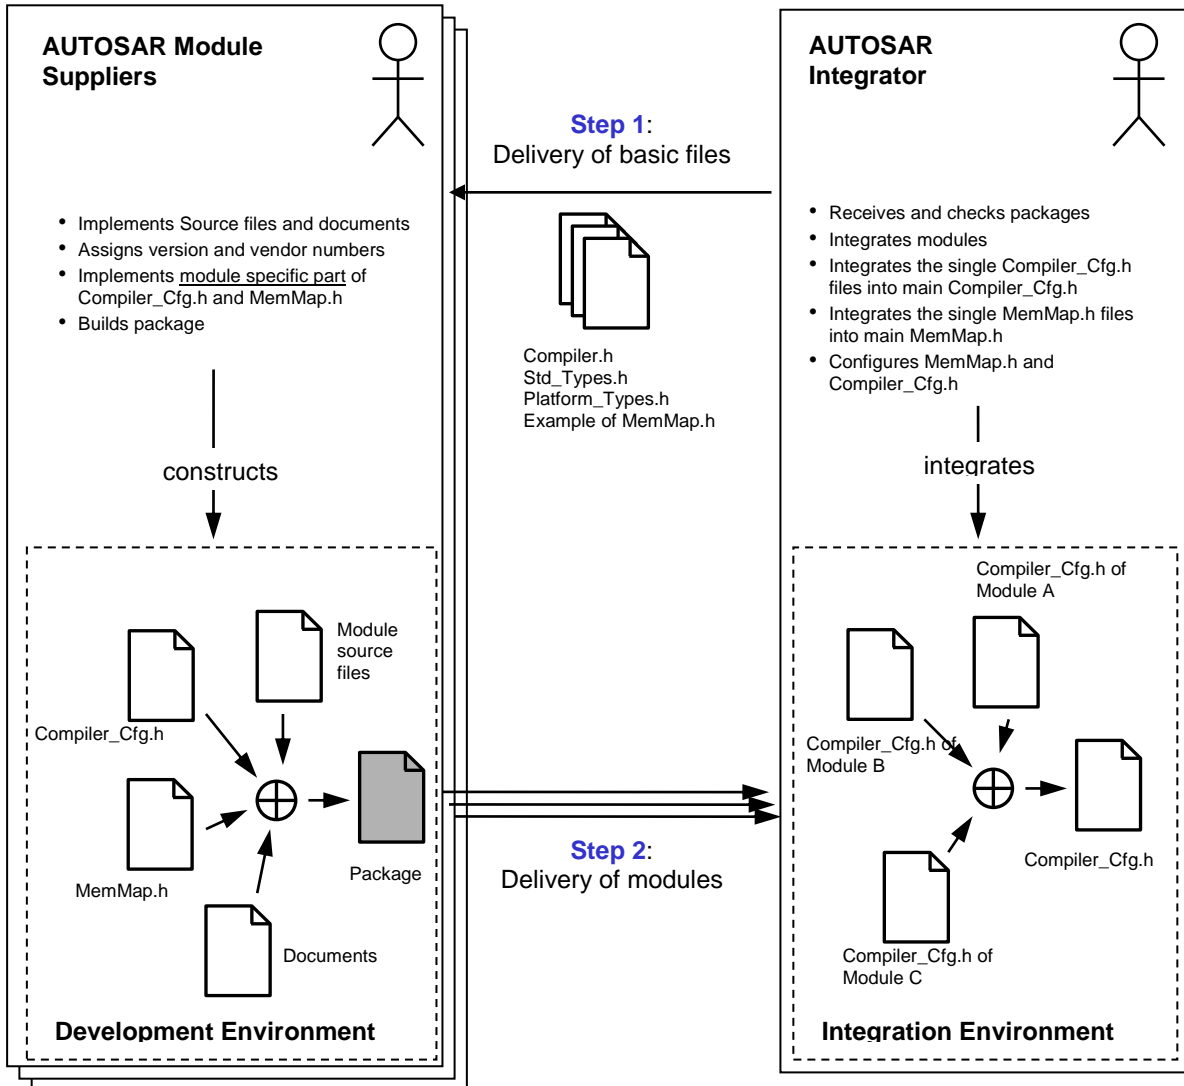 AUTOSAR Module
Suppliers
• Implements Source files and documents
• Assigns version and vendor numbers
• Implements module specific part of
Compiler_Cfg.h and MemMap.h
• Builds package
constructs
Module
source
files
Compiler_Cfg.h
MemMap.h
Package
Documents
Development Environment
Step 1:
Delivery of basic files
Compiler.h
Std_Types.h
Platform_Types.h
Example of MemMap.h
Step 2:
Delivery of modules
AUTOSAR
Integrator
• Receives and checks packages
• Integrates modules
• Integrates the single Compiler_Cfg.h
files into main Compiler_Cfg.h
• Integrates the single MemMap.h files
into main MemMap.h
• Configures MemMap.h and
Compiler_Cfg.h
integrates
Compiler_Cfg.h of
Module A
Compiler_Cfg.h of
Module B
Compiler_Cfg.h
Compiler_Cfg.h of
Module C
Integration Environment